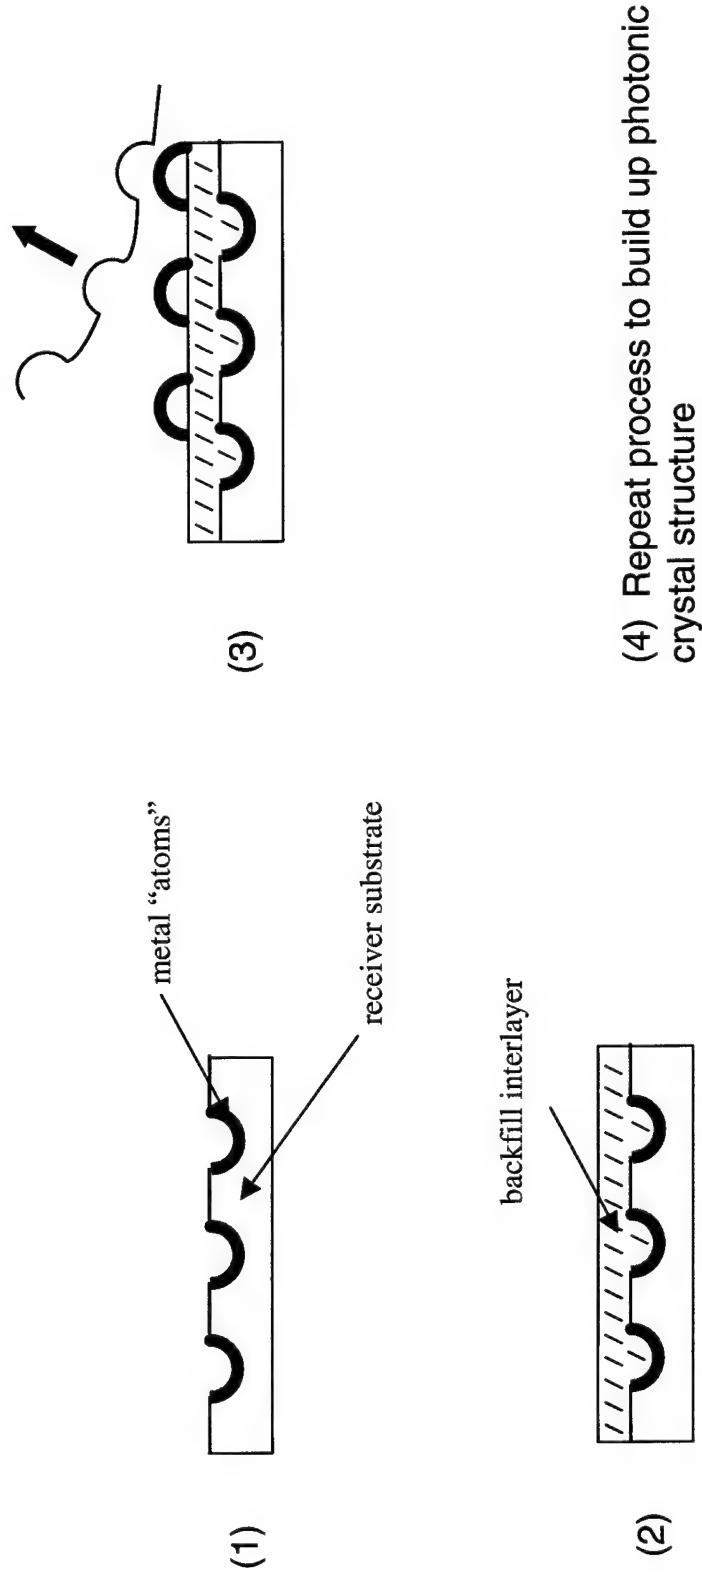 (1)
metal “atoms”
receiver substrate
(2)
backfill interlayer
(3)
(4) Repeat process to build up photonic
crystal structure